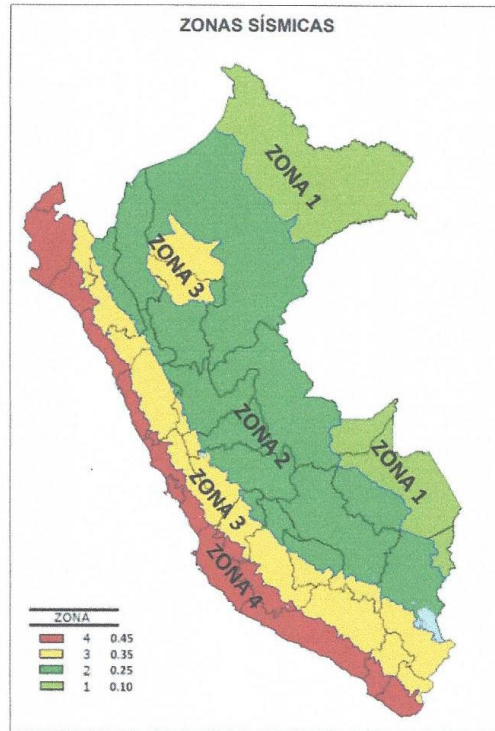 ZONAS SÍSMICAS
ZONA 1
ZONA 3
ZONA 2
ZONA 1
ZONA 3
ZONA 4
ZONA
4 0.45
3 0.35
2 0.25
1 0.10